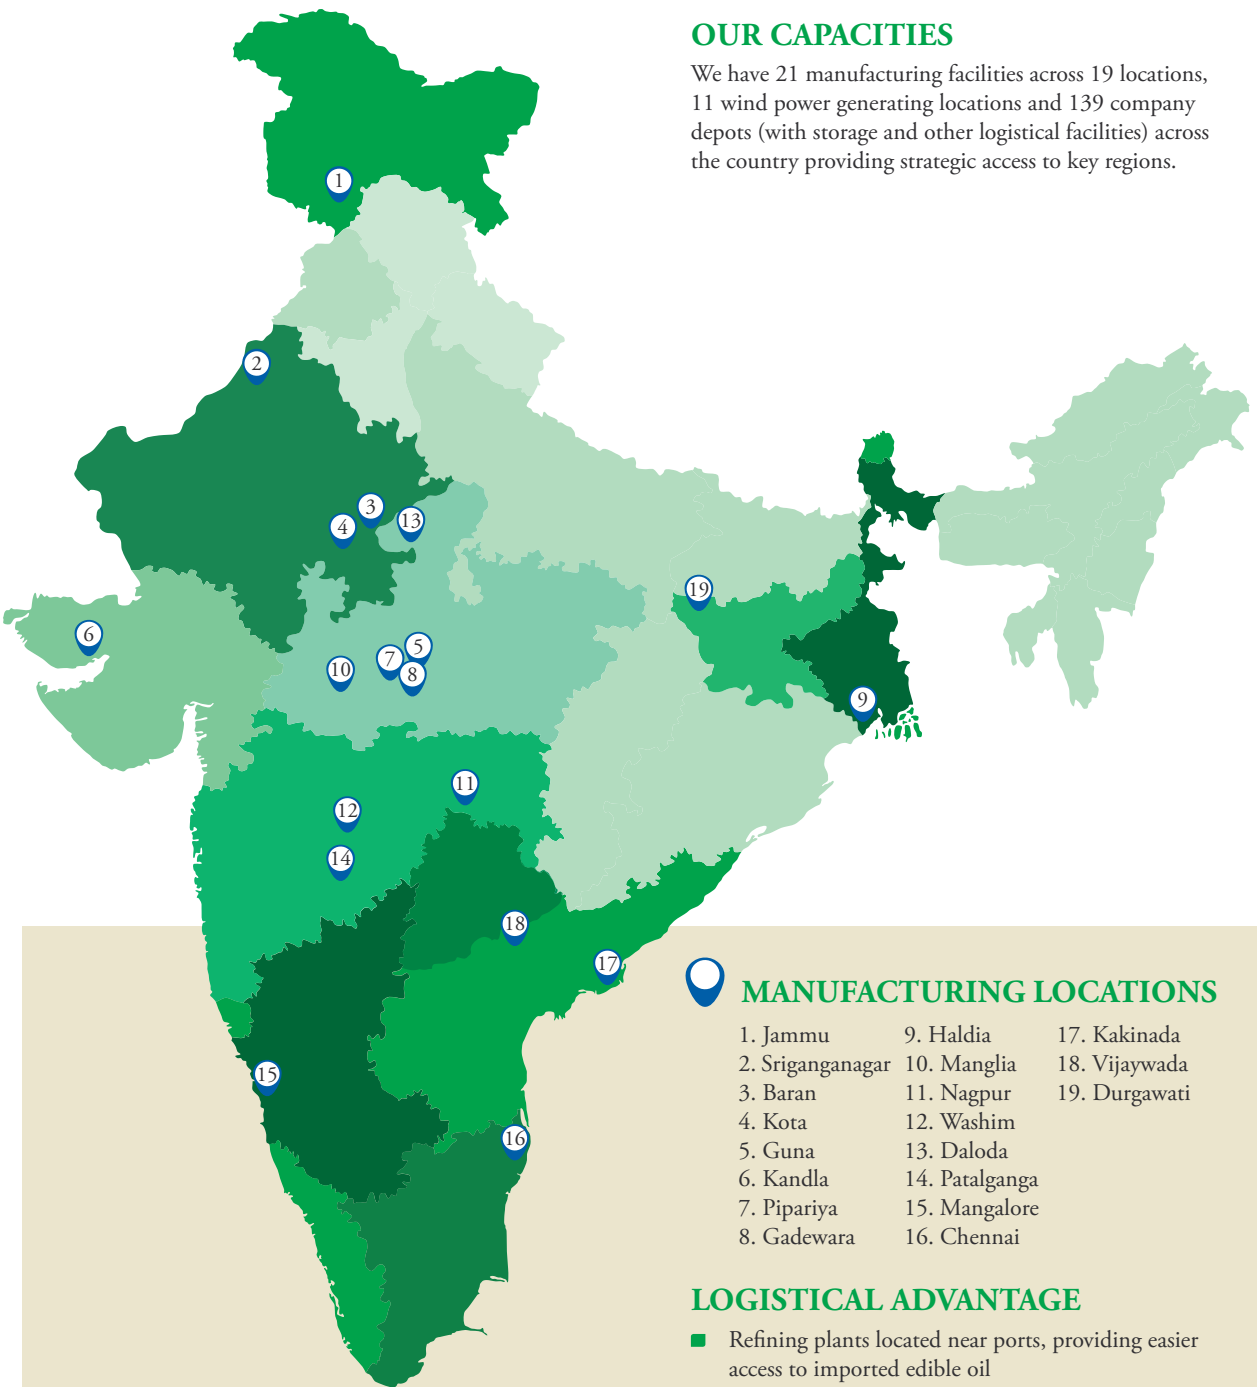 OUR CAPACITIES
We have 21 manufacturing facilities across 19 locations,
11 wind power generating locations and 139 company
depots (with storage and other logistical facilities) across
the country providing strategic access to key regions.
1
2
3
4
13
19
6
5
7
10
8
9
11
12
14
18
17
15
16
MANUFACTURING LOCATIONS
1. Jammu
2. Sriganganagar
3. Baran
4. Kota
5. Guna
6. Kandla
7. Pipariya
8. Gadewara
9. Haldia
10. Manglia
11. Nagpur
12. Washim
13. Daloda
14. Patalganga
15. Mangalore
16. Chennai
17. Kakinada
18. Vijaywada
19. Durgawati
LOGISTICAL ADVANTAGE
Refining plants located near ports, providing easier
access to imported edible oil